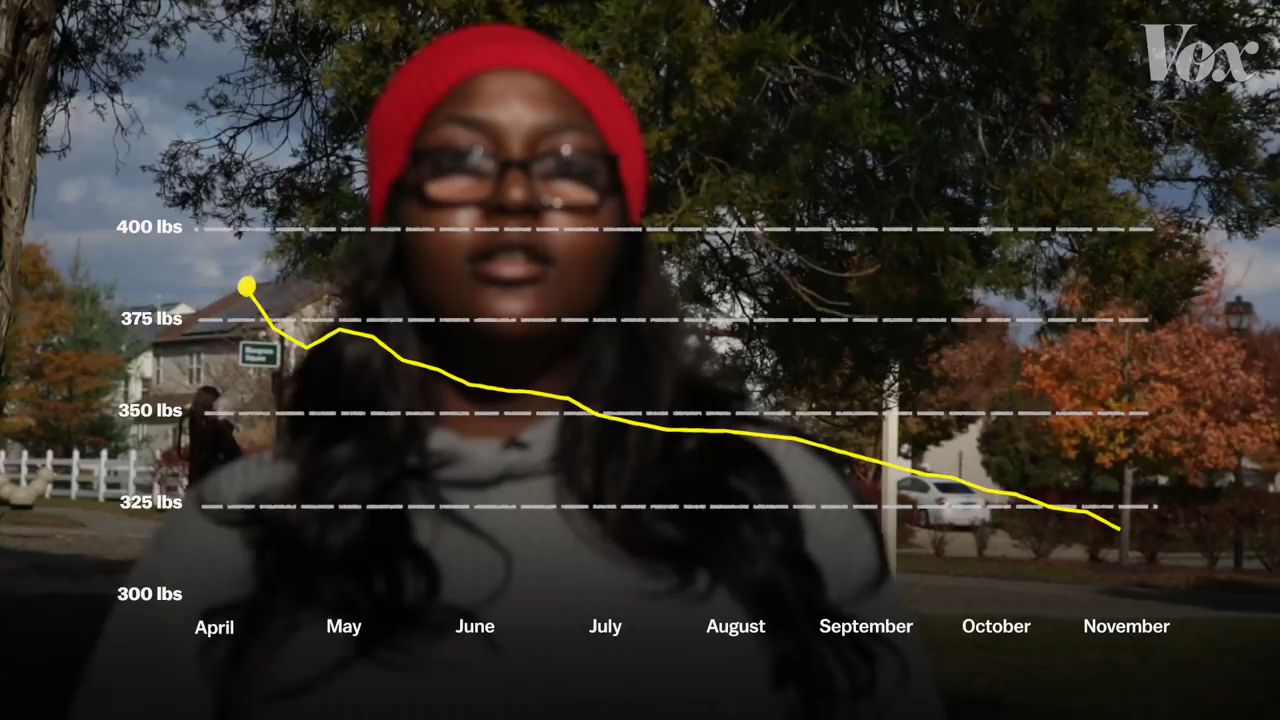 Vox
400 lbs
375 lbs
350 lbs
325 lbs
300 lbs
April May June July August September October November